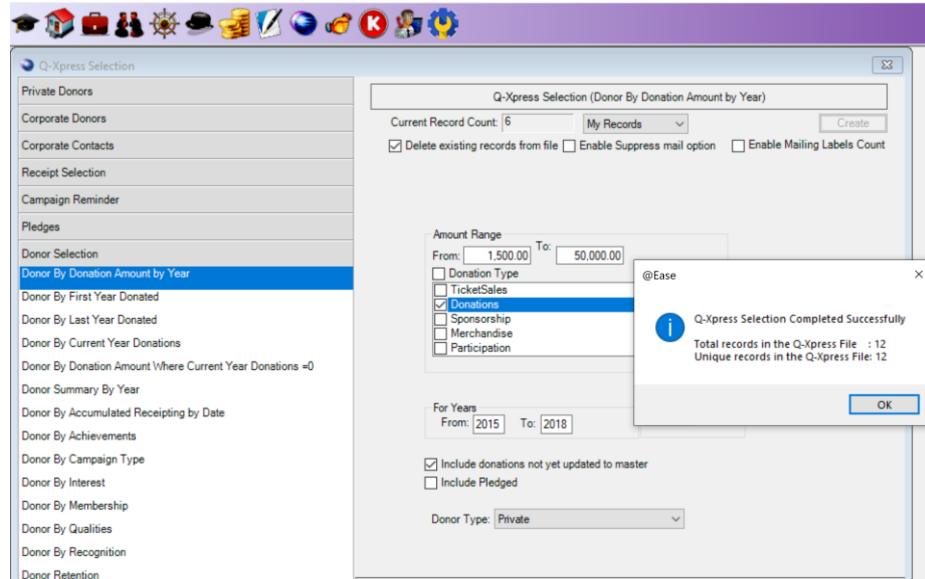 K
Q-Xpress Selection
Private Donors
Corporate Donors
Corporate Contacts
Receipt Selection
Campaign Reminder
Pledges
Donor Selection
Donor By Donation Amount by Year
Donor By First Year Donated
Donor By Last Year Donated
Donor By Current Year Donations
Donor By Donation Amount Where Current Year Donations =0
Donor Summary By Year
Donor By Accumulated Receipting by Date
Donor By Achievements
Donor By Campaign Type
Donor By Interest
Donor By Membership
Donor By Qualities
Donor By Recognition
Donor Retention
Q-Xpress Selection (Donor By Donation Amount by Year)
Current Record Count: 6 My Records Create
Delete existing records from file Enable Suppress mail option Enable Mailing Labels Count
Amount Range
From: 1,500.00 To: 50,000.00
Donation Type
TicketSales
Donations
Sponsorship
Merchandise
Participation
For Years
From: 2015 To: 2018
Include donations not yet updated to master
Include Pledged
Donor Type: Private
@Ease
Q-Xpress Selection Completed Successfully
Total records in the Q-Xpress File : 12
Unique records in the Q-Xpress File: 12
OK